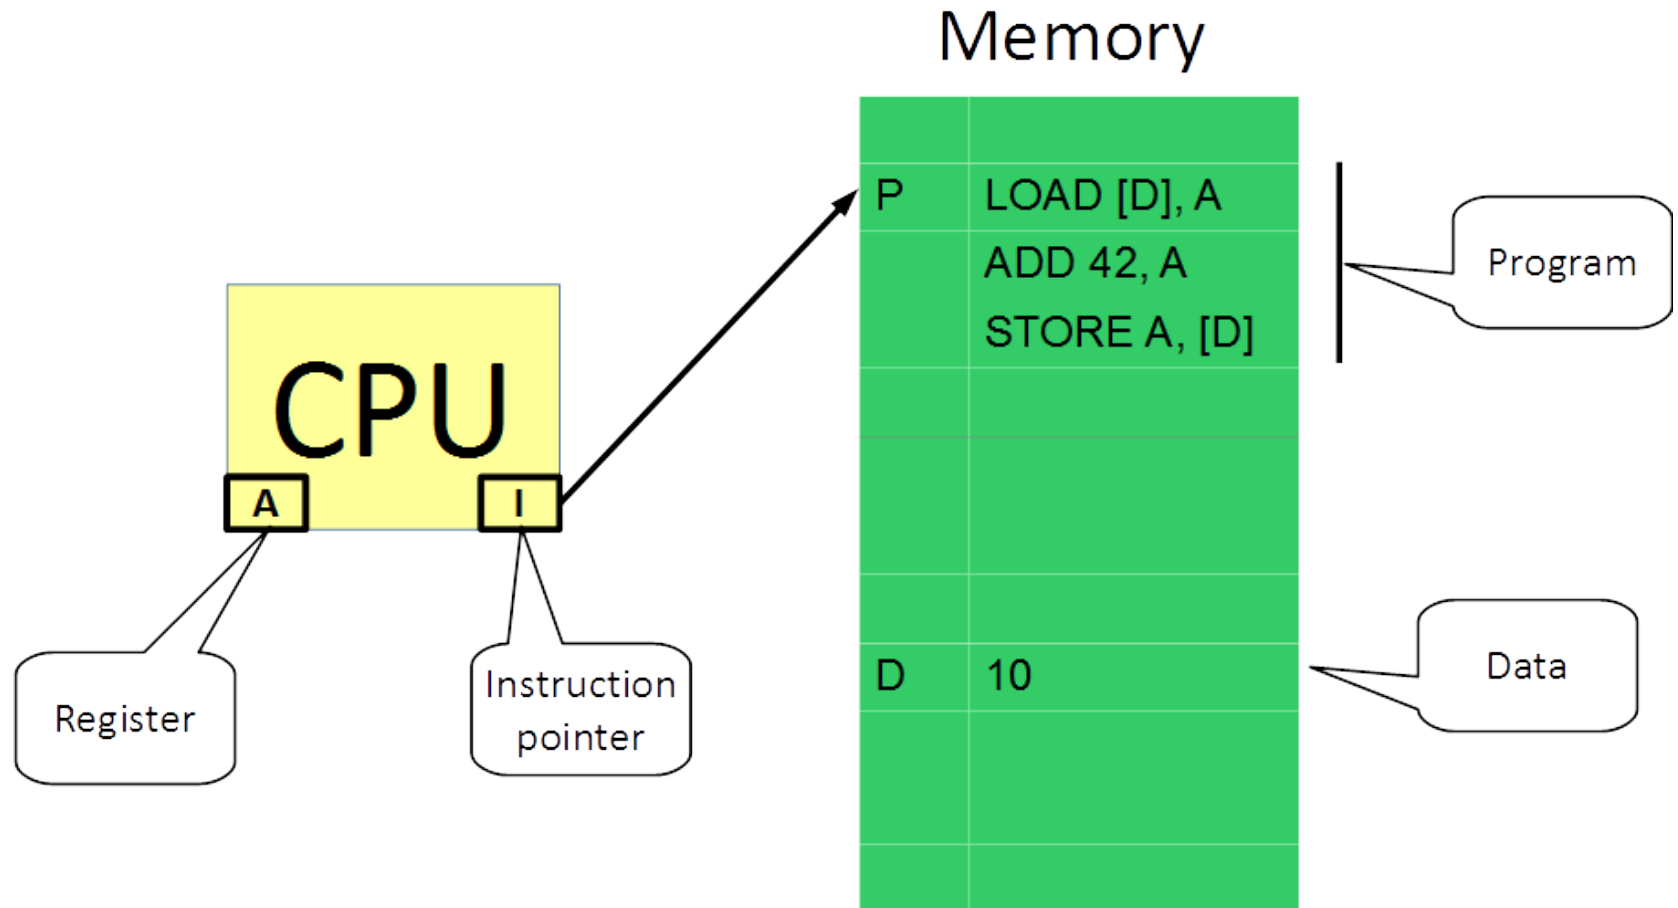 Memory
P LOAD [D], A
ADD 42, A
STORE A, [D]
Program
CPU
A I
Register
Instruction
pointer
D 10
Data